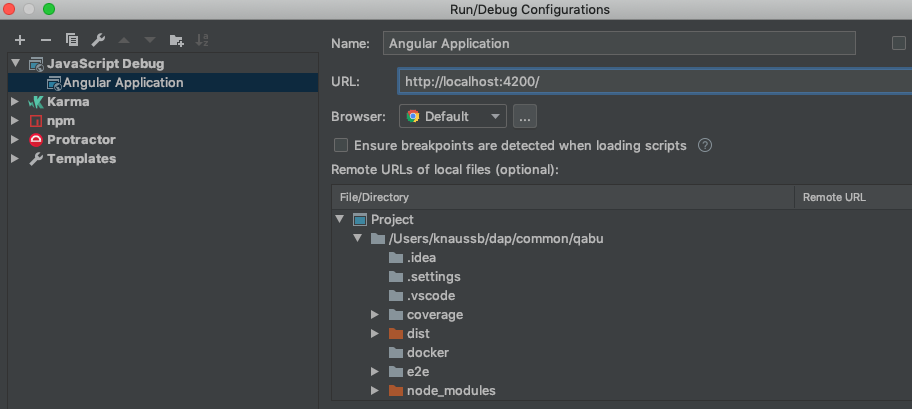 Run/Debug Configurations
JavaScript Debug
Angular Application
Karma
npm
Protractor
Templates
Name: Angular Application
URL: http://localhost:4200/
Browser: Default ...
Ensure breakpoints are detected when loading scripts ?
Remote URLs of local files (optional):
File/Directory Remote URL
Project
/Users/knaussb/dap/common/qabu
.idea
.settings
.vscode
coverage
dist
docker
e2e
node_modules